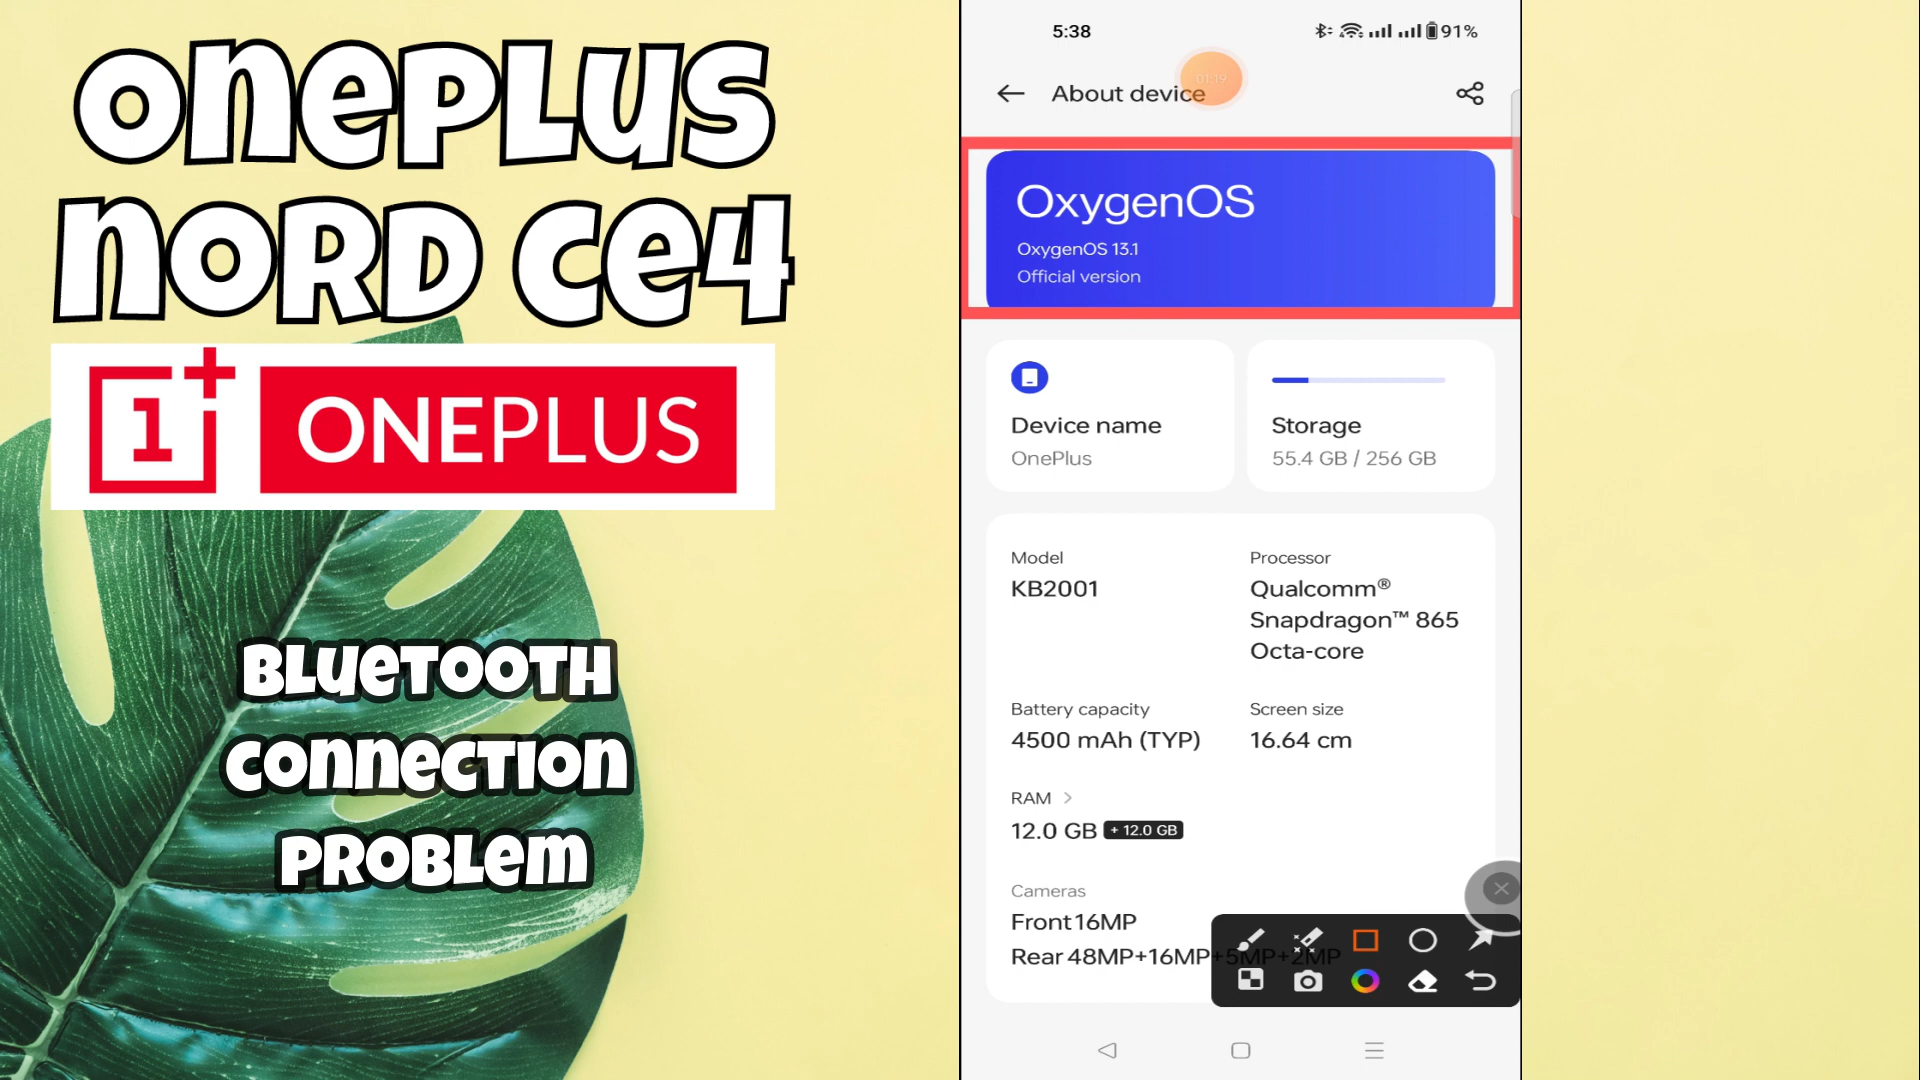 ONEPLUS
NORD CE4
1+ ONEPLUS
BLUETOOTH
CONNECTION
PROBLEM
5:38
91%
01:19
About device
OxygenOS
OxygenOS 13.1
Official version
Device name
OnePlus
Storage
55.4 GB / 256 GB
Model
KB2001
Processor
Qualcomm®
Snapdragon™ 865
Octa-core
Battery capacity
4500 mAh (TYP)
Screen size
16.64 cm
RAM >
12.0 GB + 12.0 GB
Cameras
Front 16MP
Rear 48MP+16MP+5MP+2MP